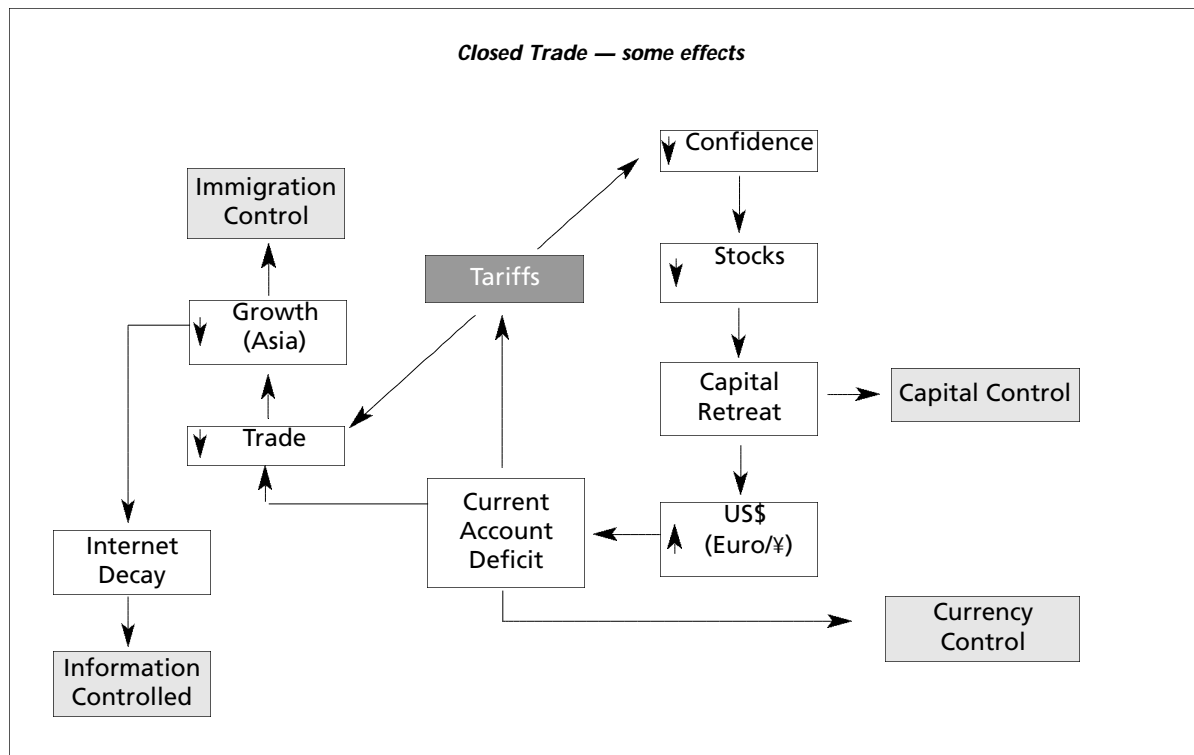 Closed Trade — some effects
Confidence
Immigration
Control
Stocks
Tariffs
Growth
(Asia)
Capital
Retreat
Capital Control
Trade
Current
Account
Deficit
US$
(Euro/¥)
Internet
Decay
Currency
Control
Information
Controlled